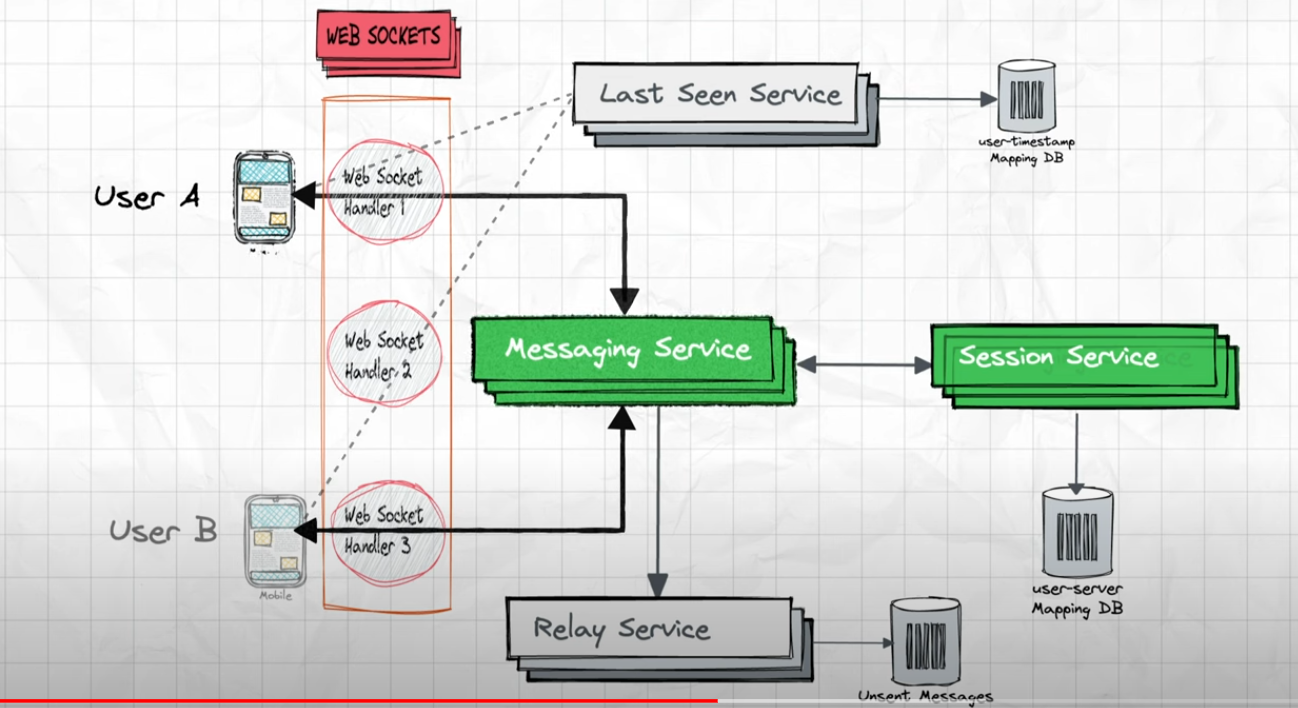 WEB SOCKETS
Last Seen Service
user-timestamp
Mapping DB
User A
Web Socket
Handler 1
Messaging Service
Session Service
Web Socket
Handler 2
User B
Mobile
Web Socket
Handler 3
user-server
Mapping DB
Relay Service
Unsent Messages